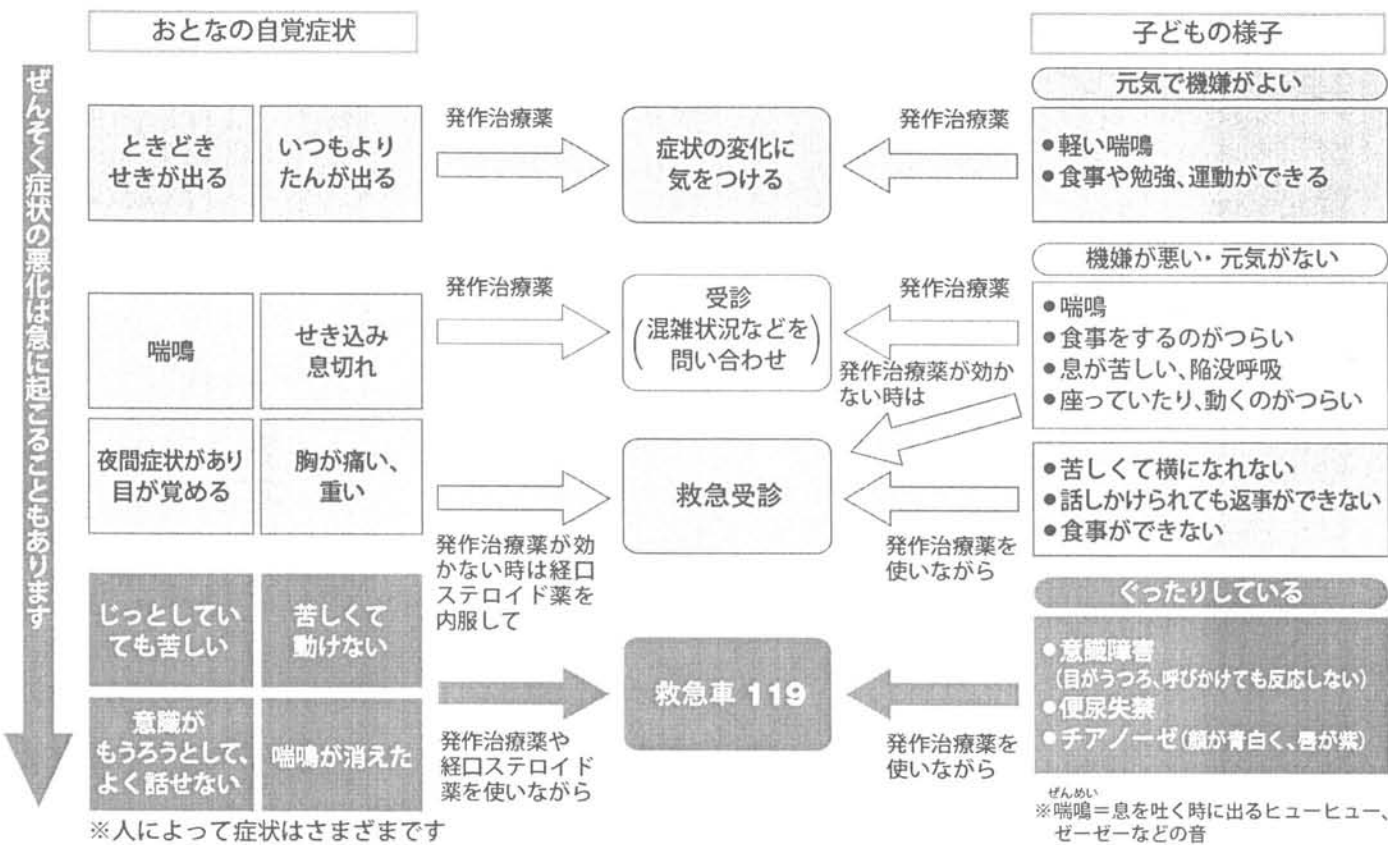 おとなの自覚症状
子どもの様子
ぜんそく症状の悪化は急に起こることもあります
ときどき
せきが出る
いつもより
たんが出る
発作治療薬
症状の変化に
気をつける
発作治療薬
元気で機嫌がよい
●軽い喘鳴
●食事や勉強、運動ができる
喘鳴
せき込み
息切れ
発作治療薬
受診
(混雑状況などを
問い合わせ)
発作治療薬
機嫌が悪い・元気がない
●喘鳴
●食事をするのがつらい
●息が苦しい、陥没呼吸
●座っていたり、動くのがつらい
発作治療薬が効か
ない時は
夜間症状があり
目が覚める
胸が痛い、
重い
発作治療薬が効
かない時は経口
ステロイド薬を
内服して
救急受診
発作治療薬を
使いながら
●苦しくて横になれない
●話しかけられても返事ができない
●食事ができない
じっとしてい
ても苦しい
苦しくて
動けない
意識が
もうろうとして、
よく話せない
喘鳴が消えた
発作治療薬や
経口ステロイド
薬を使いながら
救急車 119
発作治療薬を
使いながら
ぐったりしている
●意識障害
(目がうつろ、呼びかけても反応しない)
●便尿失禁
●チアノーゼ(顔が青白く、唇が紫)
※人によって症状はさまざまです
ぜんめい
※喘鳴=息を吐く時に出るヒューヒュー、
ゼーゼーなどの音